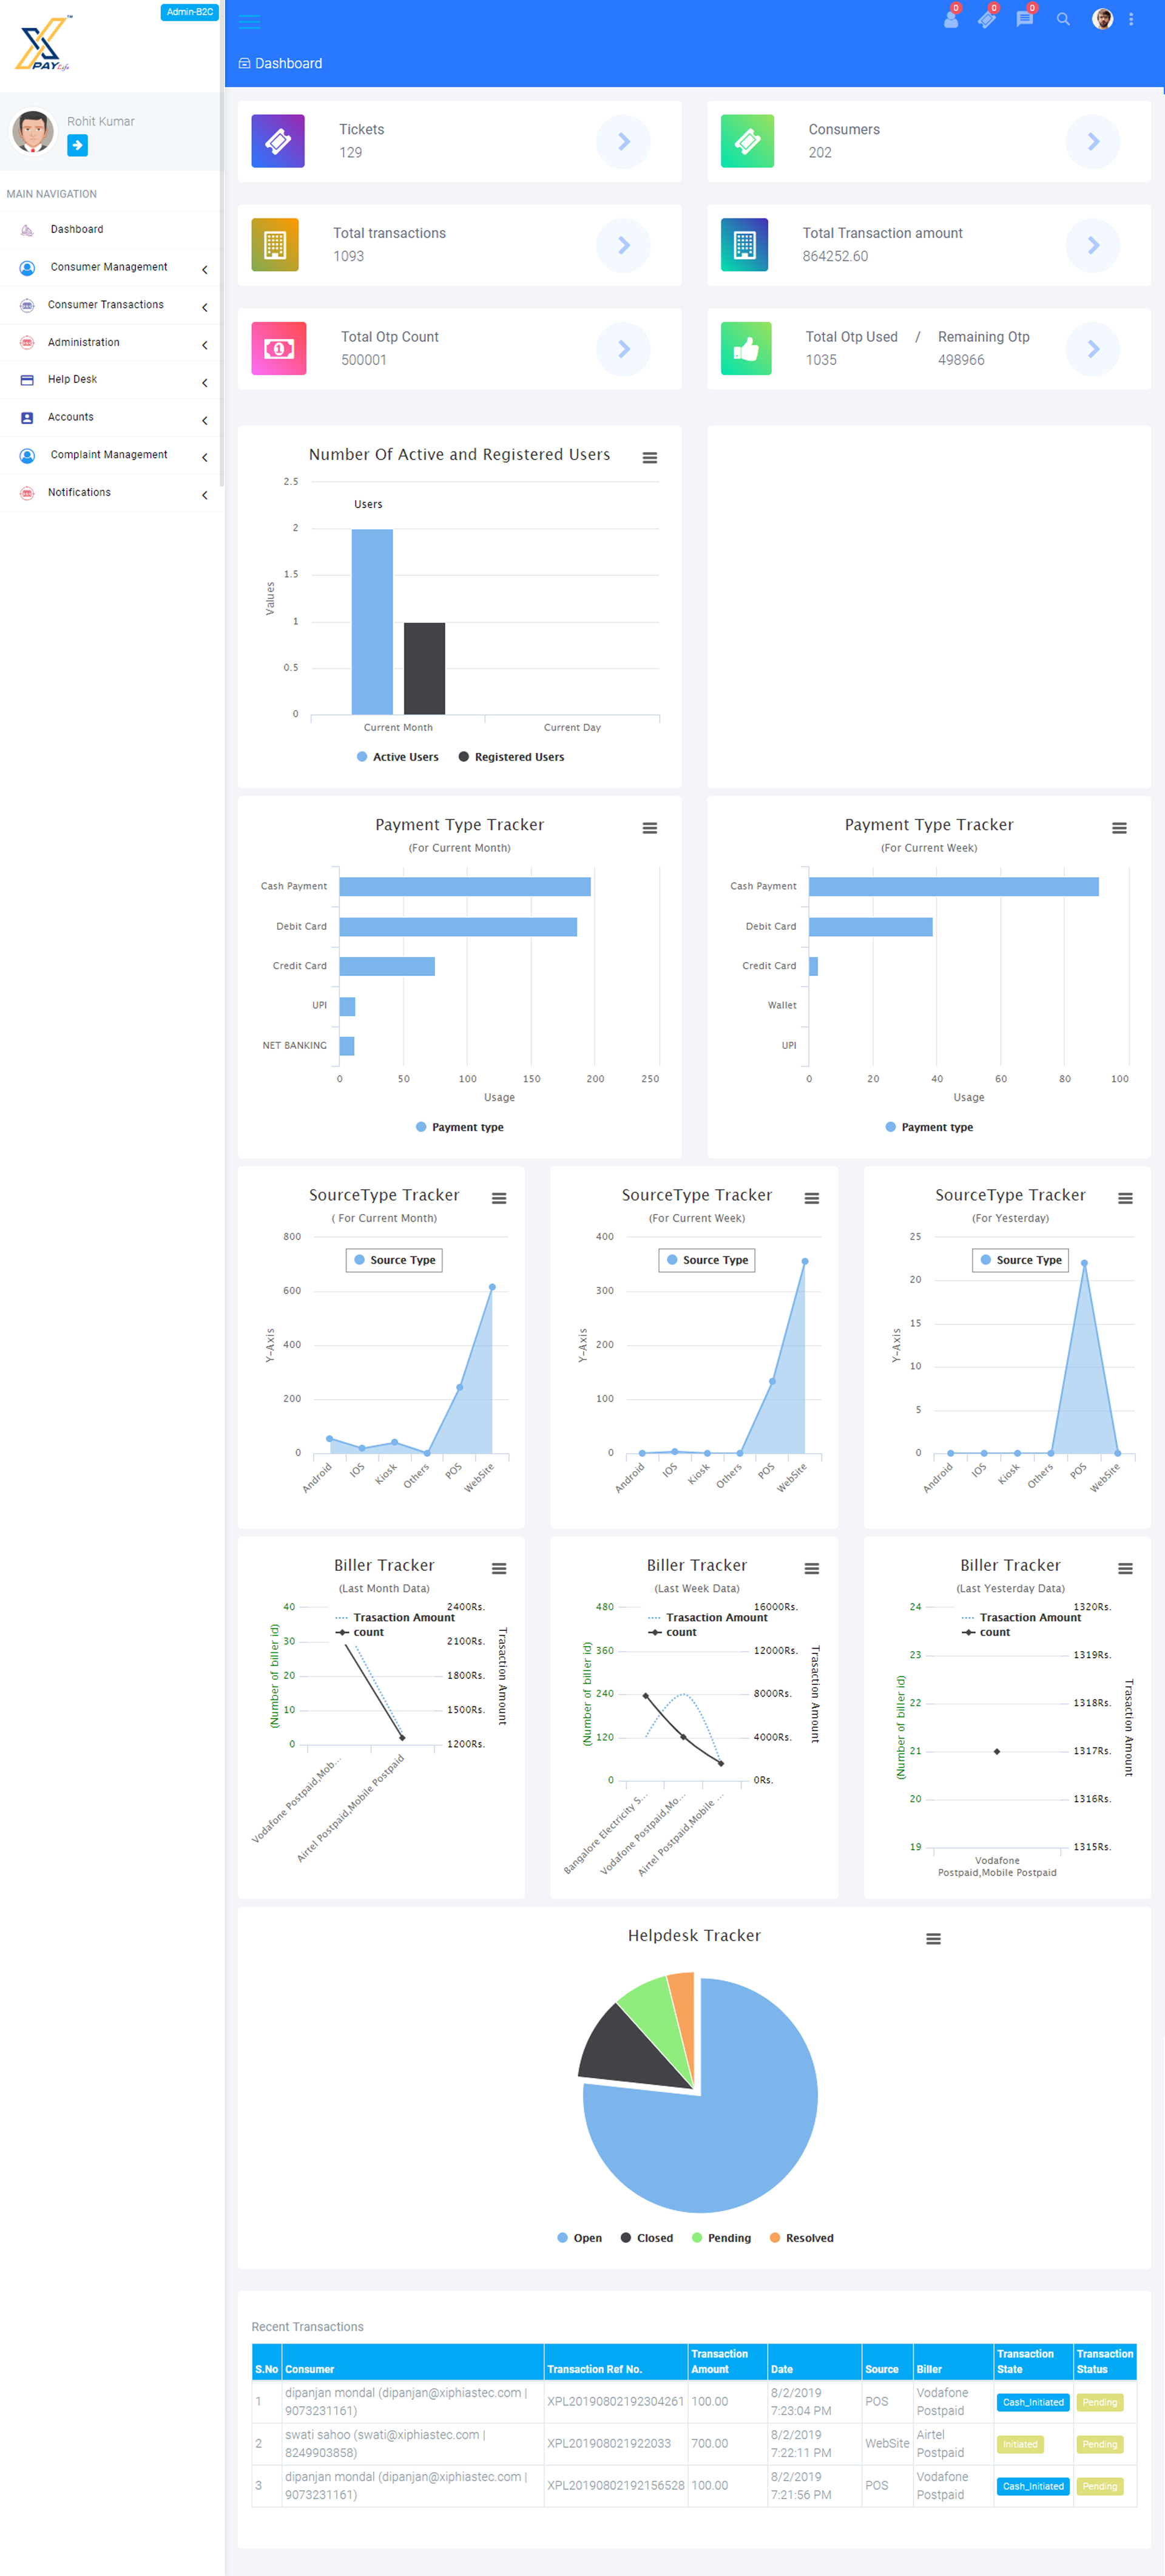 Admin-B2C
X
PAY Life
TM
0
0
0
Dashboard
Rohit Kumar
MAIN NAVIGATION
Dashboard
Consumer Management
Consumer Transactions
Administration
Help Desk
Accounts
Complaint Management
Notifications
Tickets
129
Consumers
202
Total transactions
1093
Total Transaction amount
864252.60
Total Otp Count
500001
Total Otp Used / Remaining Otp
1035 498966
Number Of Active and Registered Users
2.5
Users
2
1.5
Values
1
0.5
0
Current Month Current Day
Active Users Registered Users
Payment Type Tracker
(For Current Month)
Cash Payment
Debit Card
Credit Card
UPI
NET BANKING
0 50 100 150 200 250
Usage
Payment type
Payment Type Tracker
(For Current Week)
Cash Payment
Debit Card
Credit Card
Wallet
UPI
0 20 40 60 80 100
Usage
Payment type
SourceType Tracker
( For Current Month)
800
Source Type
600
400
Y-Axis
200
0
Android IOS Kiosk Others POS WebSite
SourceType Tracker
(For Current Week)
400
Source Type
300
200
Y-Axis
100
0
Android IOS Kiosk Others POS WebSite
SourceType Tracker
(For Yesterday)
25
Source Type
20
15
Y-Axis
10
5
0
Android IOS Kiosk Others POS WebSite
Biller Tracker
(Last Month Data)
40 2400Rs.
Trasaction Amount
count
30 2100Rs.
20 1800Rs.
10 1500Rs.
0 1200Rs.
(Number of biller id)
Trasaction Amount
Vodafone Postpaid,Mob...
Airtel Postpaid,Mobile Postpaid
Biller Tracker
(Last Week Data)
480 16000Rs.
Trasaction Amount
count
360 12000Rs.
240 8000Rs.
120 4000Rs.
0 0Rs.
(Number of biller id)
Trasaction Amount
Bangalore Electricity S...
Vodafone Postpaid,Mo...
Airtel Postpaid,Mobile ...
Biller Tracker
(Last Yesterday Data)
24 1320Rs.
Trasaction Amount
count
23 1319Rs.
22 1318Rs.
21 1317Rs.
20 1316Rs.
19 1315Rs.
(Number of biller id)
Trasaction Amount
Vodafone
Postpaid,Mobile Postpaid
Helpdesk Tracker
Open Closed Pending Resolved
Recent Transactions
S.No Consumer Transaction Ref No. Transaction Amount Date Source Biller Transaction State Transaction Status
1 dipanjan mondal (dipanjan@xiphiastec.com | 9073231161) XPL20190802192304261 100.00 8/2/2019 7:23:04 PM POS Vodafone Postpaid Cash_Initiated Pending
2 swati sahoo (swati@xiphiastec.com | 8249903858) XPL201908021922033 700.00 8/2/2019 7:22:11 PM WebSite Airtel Postpaid Initiated Pending
3 dipanjan mondal (dipanjan@xiphiastec.com | 9073231161) XPL20190802192156528 100.00 8/2/2019 7:21:56 PM POS Vodafone Postpaid Cash_Initiated Pending